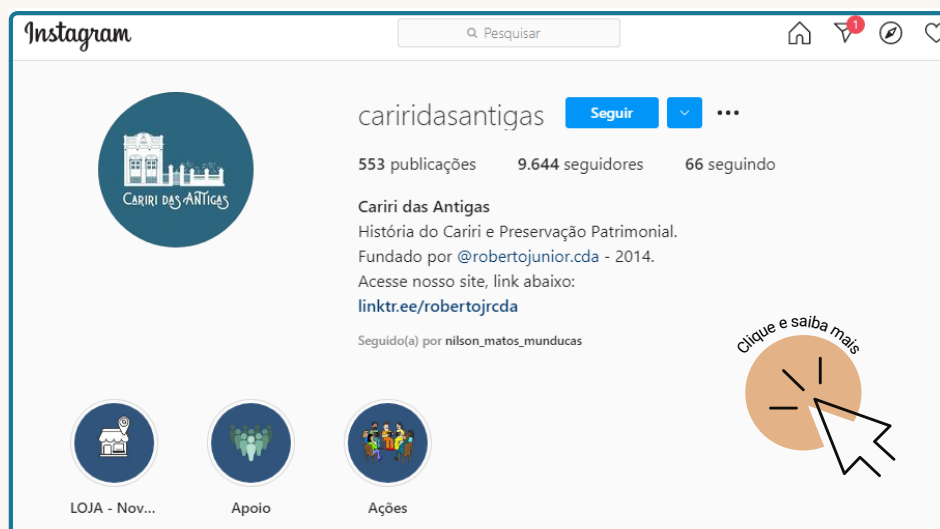 Instagram
Pesquisar
1
cariridasantigas
Seguir
553 publicações 9.644 seguidores 66 seguindo
CARIRI DAS ANTIGAS
Cariri das Antigas
História do Cariri e Preservação Patrimonial.
Fundado por @robertojunior.cda - 2014.
Acesse nosso site, link abaixo:
linktr.ee/robertojrcda
Seguido(a) por nilson_matos_munducas
Clique e saiba mais
LOJA - Nov...
Apoio
Ações